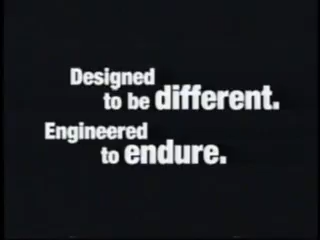 Designed
to be different.
Engineered
to endure.